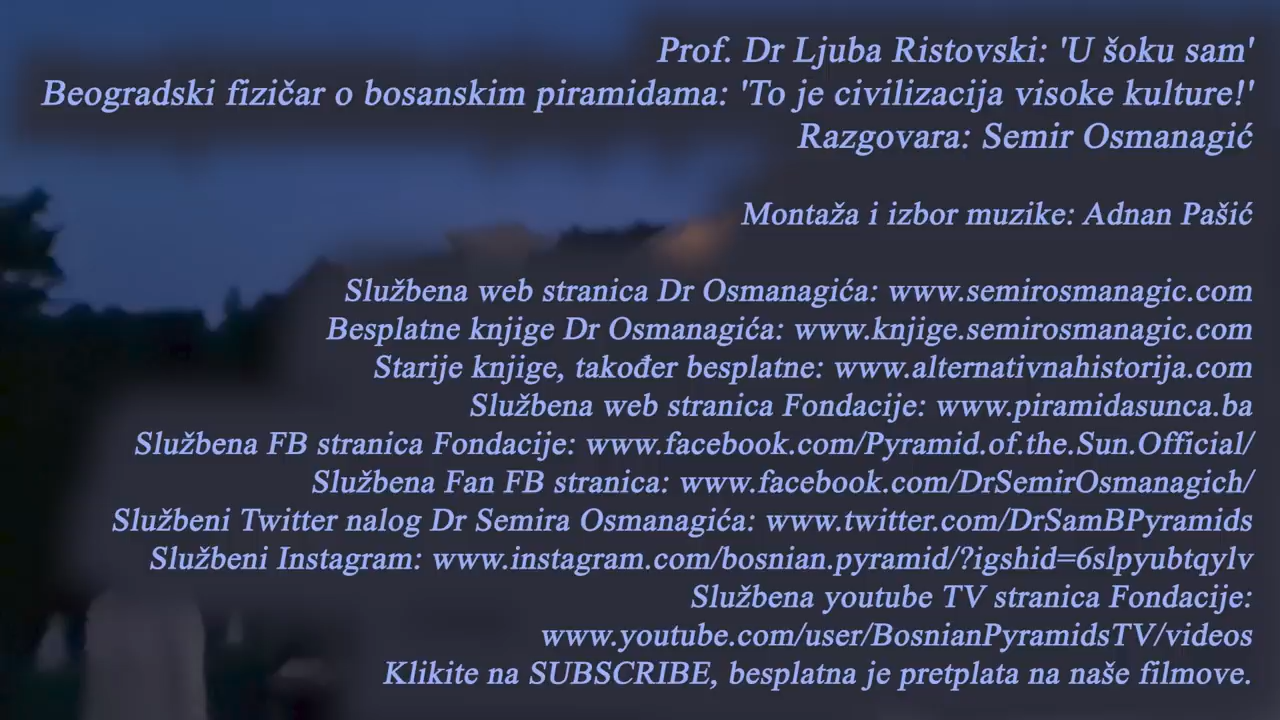 Prof. Dr Ljuba Ristovski: 'U šoku sam'
Beogradski fizičar o bosanskim piramidama: 'To je civilizacija visoke kulture!'
Razgovara: Semir Osmanagić
Montaža i izbor muzike: Adnan Pašić
Službena web stranica Dr Osmanagića: www.semirosmanagic.com
Besplatne knjige Dr Osmanagića: www.knjige.semirosmanagic.com
Starije knjige, također besplatne: www.alternativnahistorija.com
Službena web stranica Fondacije: www.piramidasunca.ba
Službena FB stranica Fondacije: www.facebook.com/Pyramid.of.the.Sun.Official/
Službena Fan FB stranica: www.facebook.com/DrSemirOsmanagich/
Službeni Twitter nalog Dr Semira Osmanagića: www.twitter.com/DrSamBPyramids
Službeni Instagram: www.instagram.com/bosnian.pyramid/?igshid=6slpyubtqylv
Službena youtube TV stranica Fondacije:
www.youtube.com/user/BosnianPyramidsTV/videos
Klikite na SUBSCRIBE, besplatna je pretplata na naše filmove.